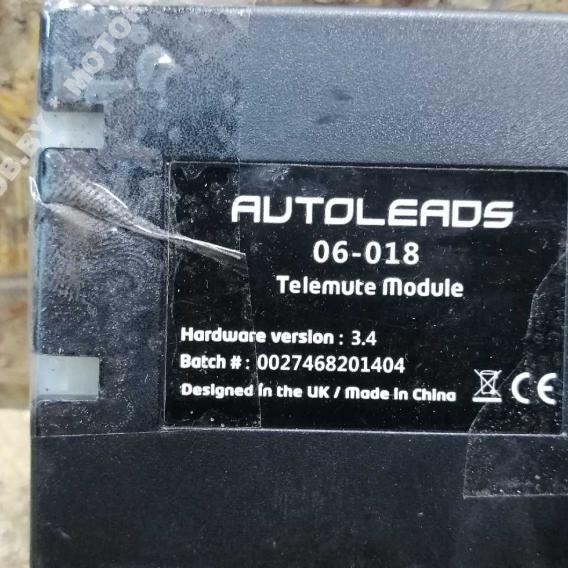 AUTOLEADS
06-018
Telemute Module
Hardware version : 3.4
Batch # : 0027468201404
Designed in the UK / Made in China
CE